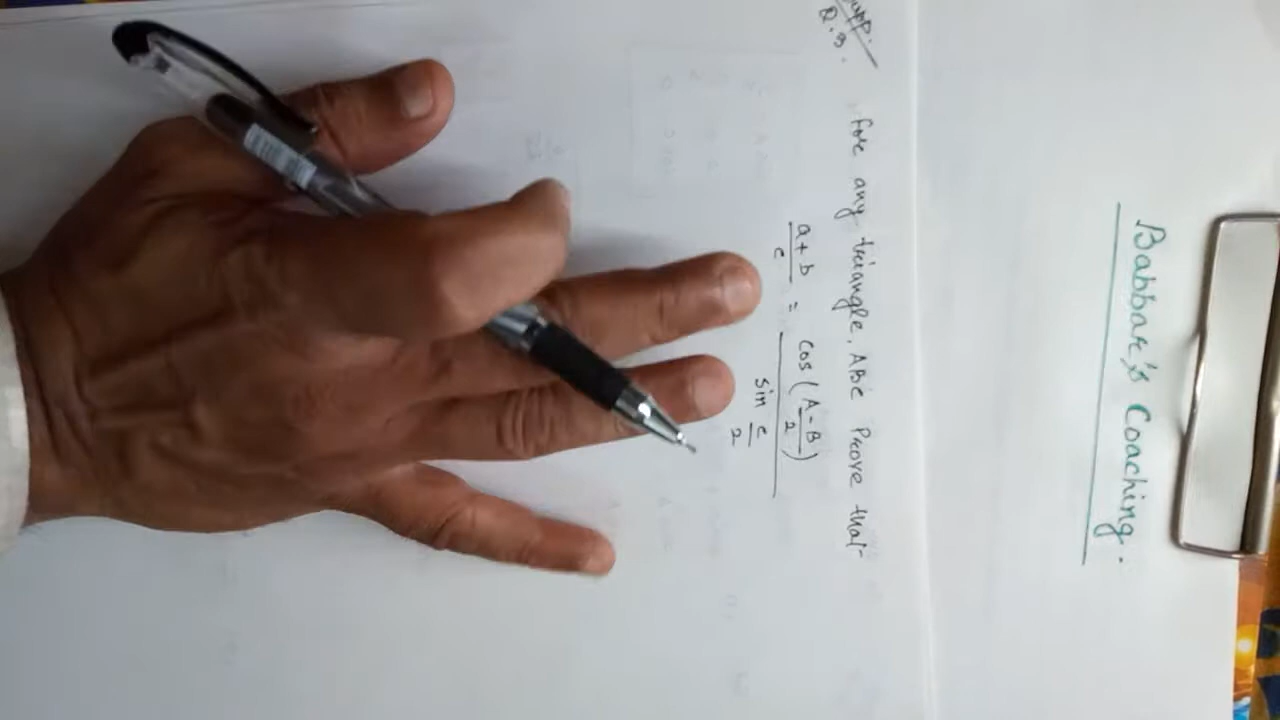 Babbar's Coaching.
Q.9. For any triangle, ABC Prove that
a+b/c = cos(A-B/2)/sin c/2